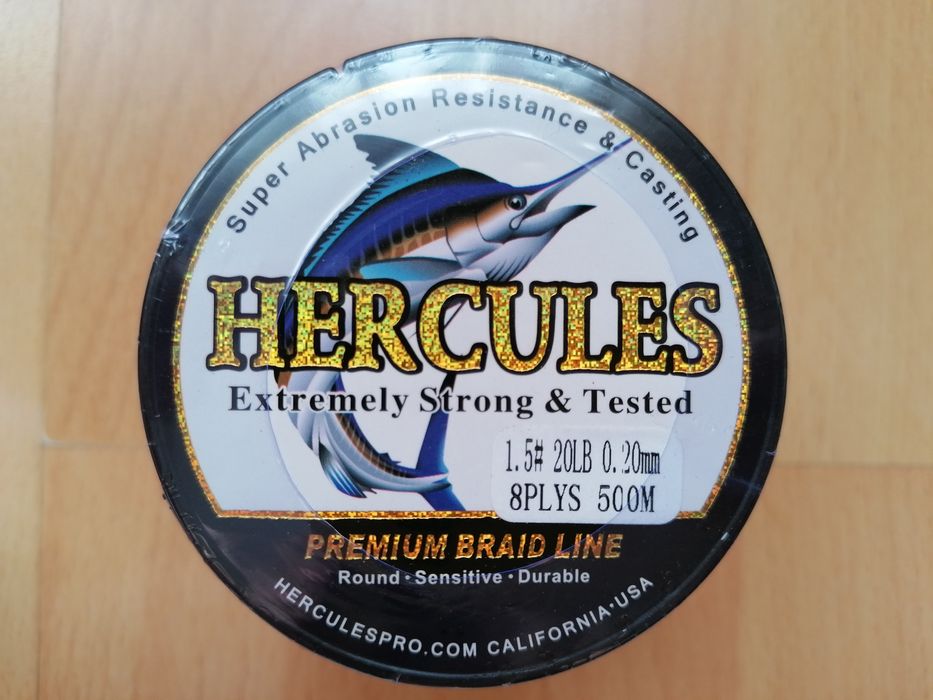 Super Abrasion Resistance & Casting
HERCULES
Extremely Strong & Tested
1.5# 20LB 0.20mm
8PLYS 500M
PREMIUM BRAID LINE
Round·Sensitive·Durable
HERCULESPRO.COM CALIFORNIA·USA